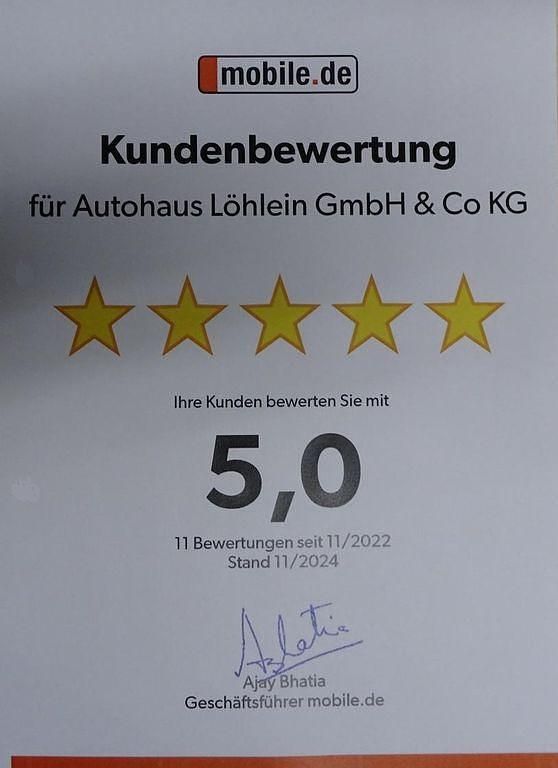 mobile.de
Kundenbewertung
für Autohaus Löhlein GmbH & Co KG
Ihre Kunden bewerten Sie mit
5,0
11 Bewertungen seit 11/2022
Stand 11/2024
Ajay Bhatia
Geschäftsführer mobile.de